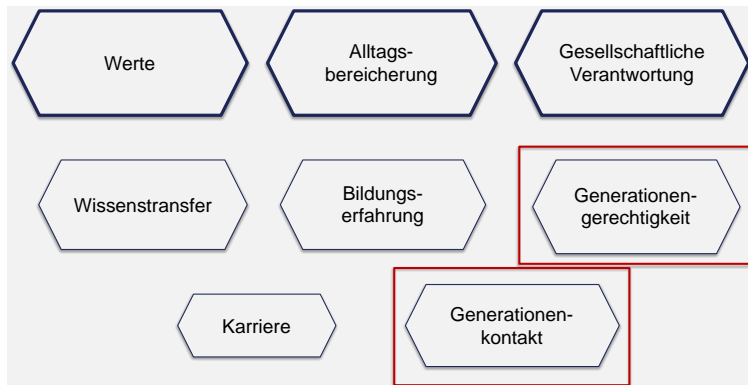 Werte
Alltags-
bereicherung
Gesellschaftliche
Verantwortung
Wissenstransfer
Bildungs-
erfahrung
Generationen-
gerechtigkeit
Karriere
Generationen-
kontakt